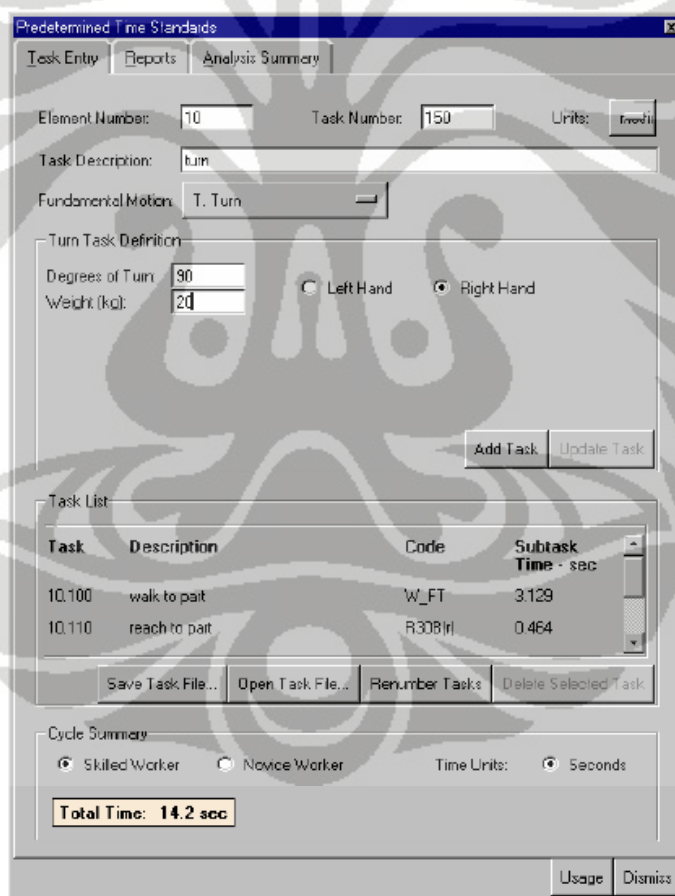 Predetermined Time Standards
Task Entry Reports Analysis Summary
Element Number: 10 Task Number: 150 Units:
Task Description: turn
Fundamental Motion: T. Turn
Turn Task Definition
Degrees of Turn: 90
Left Hand Right Hand
Weight (kg): 20
Add Task Update Task
Task List
Task Description Code Subtask
Time - sec
10.100 walk to part W_FT 3.129
10.110 reach to part 0.464
Save Task File... Open Task File... Renumber Tasks Delete Selected Task
Cycle Summary
Skilled Worker Novice Worker Time Units: Seconds
Total Time: 14.2 sec
Usage Dismiss